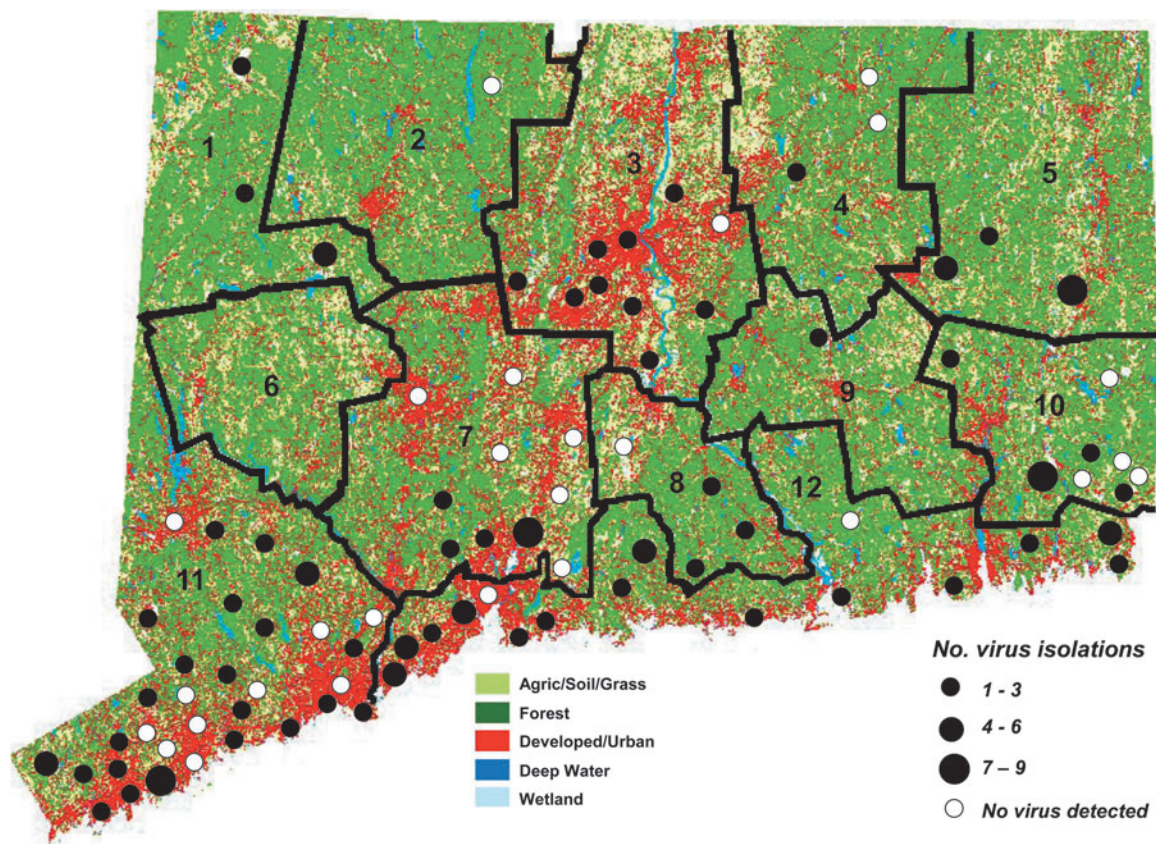 1
2
3
4
5
6
7
8
9
10
11
12
Agric/Soil/Grass
Forest
Developed/Urban
Deep Water
Wetland
No. virus isolations
1 - 3
4 - 6
7 – 9
No virus detected